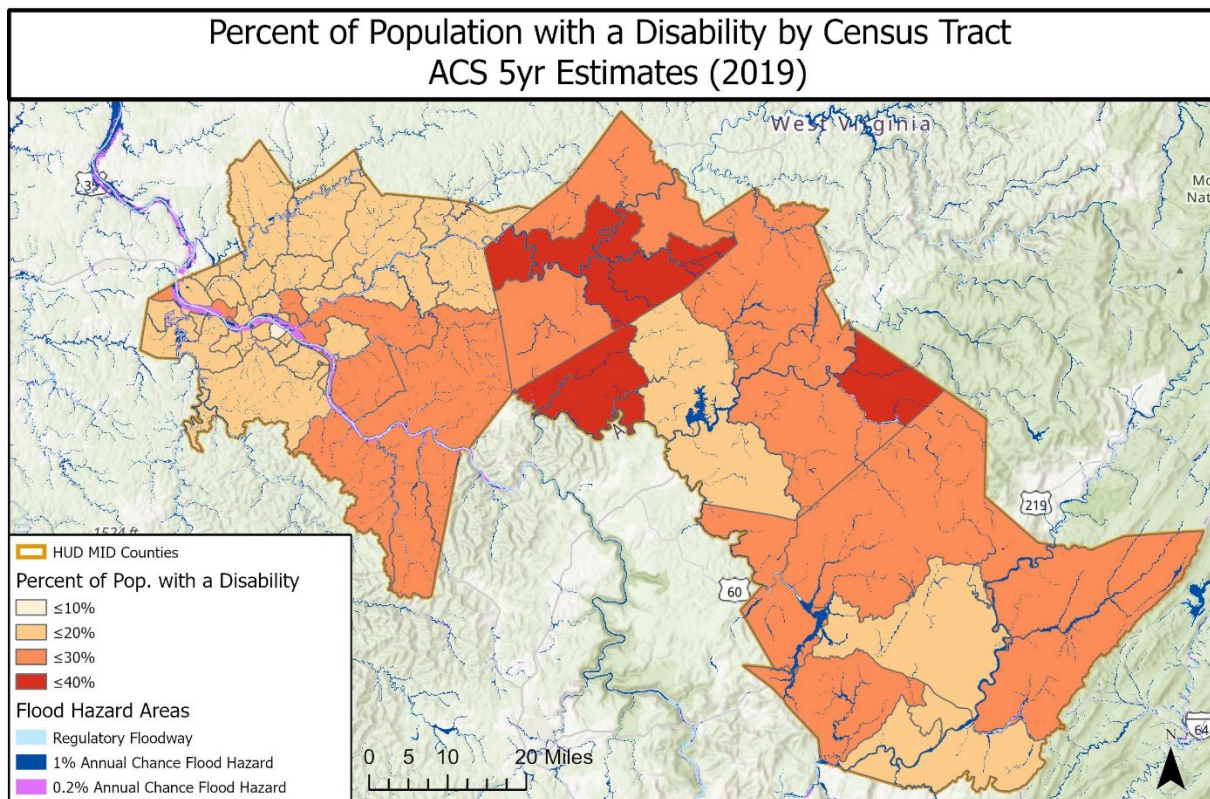 Percent of Population with a Disability by Census Tract
ACS 5yr Estimates (2019)
West Virginia
35
Mo
Nat
219
1524 ft
60
64
HUD MID Counties
Percent of Pop. with a Disability
≤10%
≤20%
≤30%
≤40%
Flood Hazard Areas
Regulatory Floodway
1% Annual Chance Flood Hazard
0.2% Annual Chance Flood Hazard
0 5 10 20 Miles
N